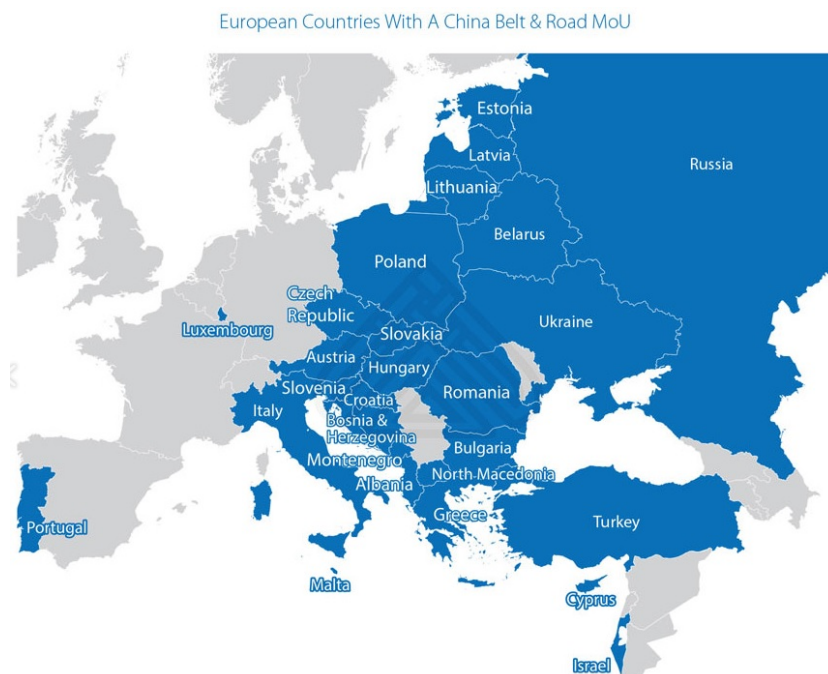 European Countries With A China Belt & Road MoU
Estonia
Latvia
Russia
Lithuania
Belarus
Poland
Czech
Republic
Luxembourg
Ukraine
Slovakia
Austria
Hungary
Slovenia
Romania
Croatia
Italy
Bosnia &
Herzegovina
Bulgaria
Montenegro
North Macedonia
Albania
Greece
Portugal
Turkey
Malta
Cyprus
Israel